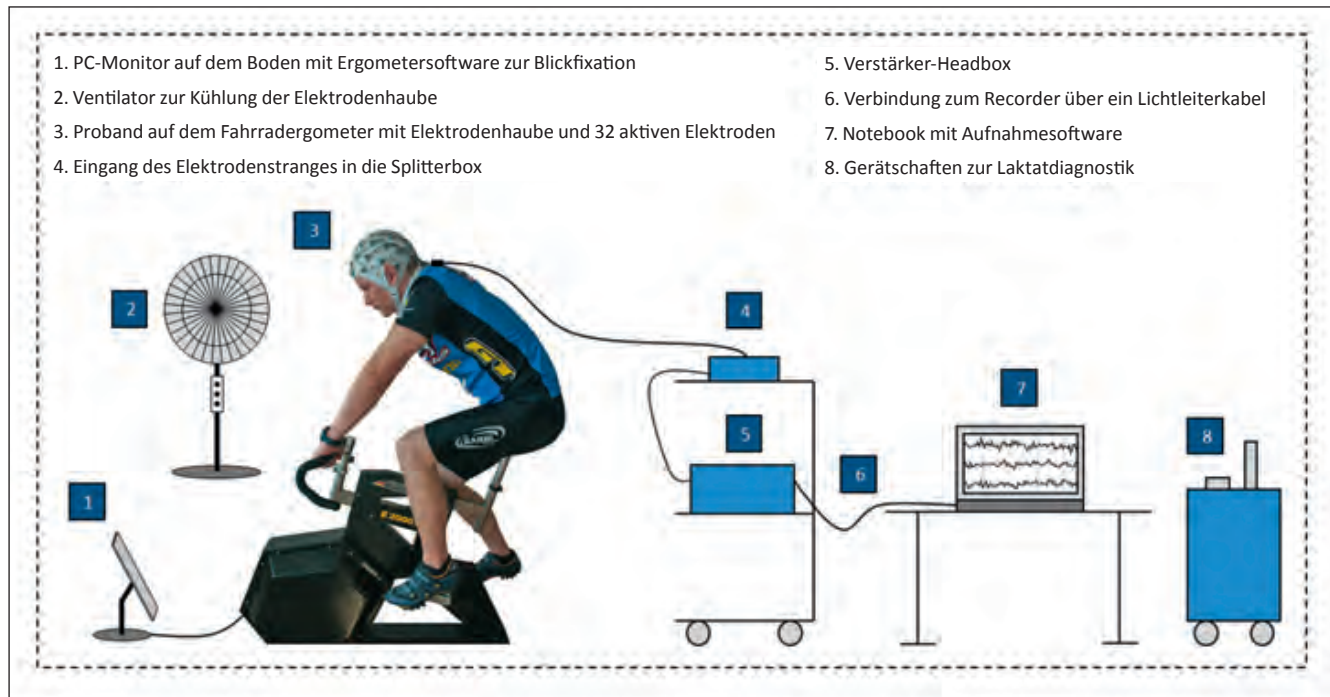 1. PC-Monitor auf dem Boden mit Ergometersoftware zur Blickfixation
2. Ventilator zur Kühlung der Elektrodenhaube
3. Proband auf dem Fahrradergometer mit Elektrodenhaube und 32 aktiven Elektroden
4. Eingang des Elektrodenstranges in die Splitterbox
5. Verstärker-Headbox
6. Verbindung zum Recorder über ein Lichtleiterkabel
7. Notebook mit Aufnahmesoftware
8. Gerätschaften zur Laktatdiagnostik
3
2
4
7
5
8
6
1
GT